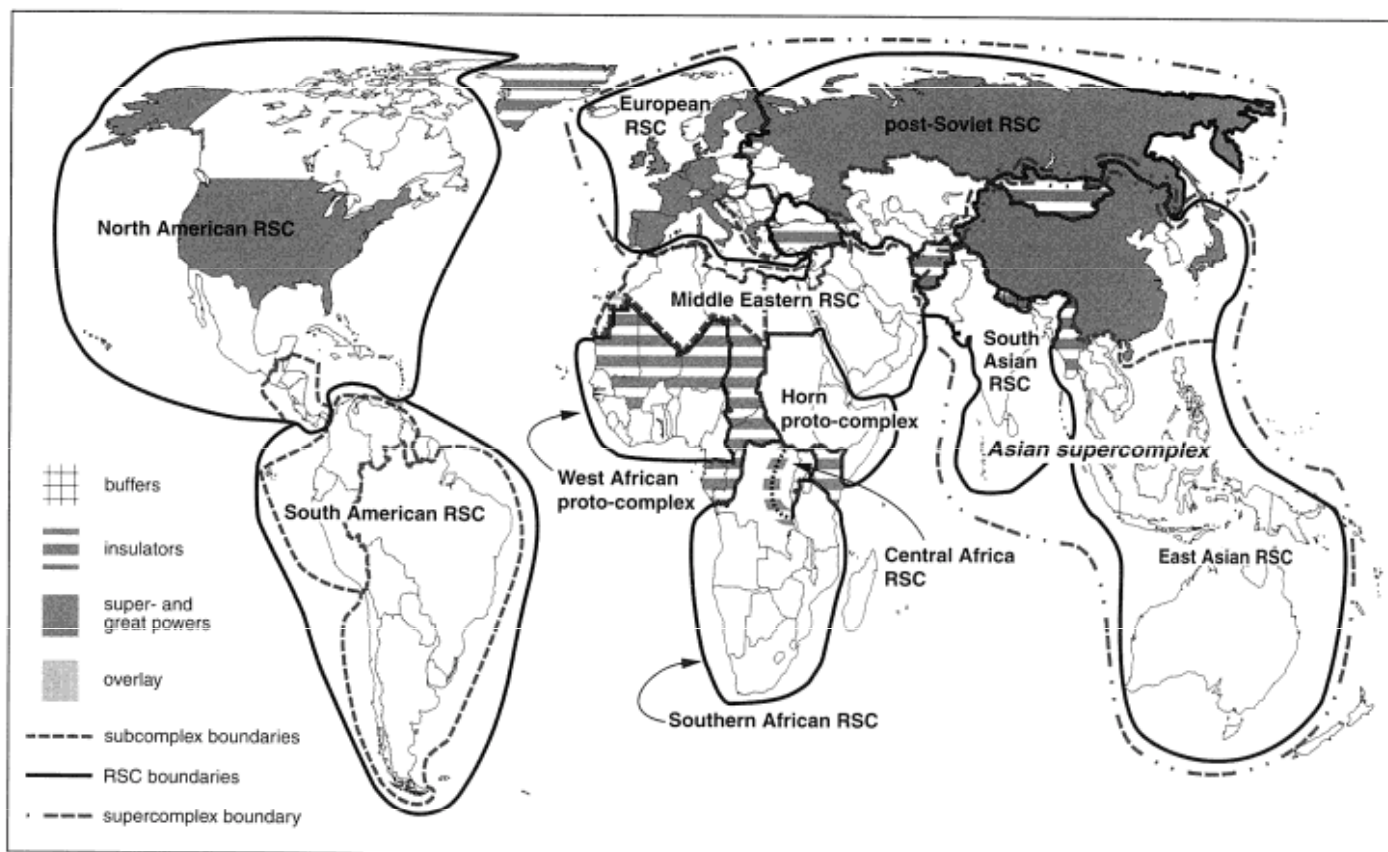 European
RSC
post-Soviet RSC
North American RSC
Middle Eastern RSC
South
Asian
RSC
Horn
proto-complex
Asian supercomplex
West African
proto-complex
South American RSC
Central Africa
RSC
East Asian RSC
Southern African RSC
buffers
insulators
super- and
great powers
overlay
subcomplex boundaries
RSC boundaries
supercomplex boundary